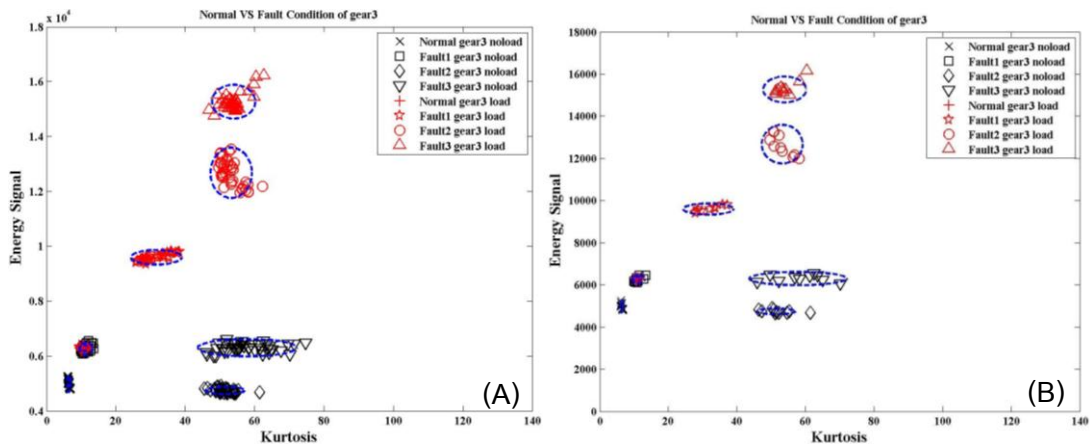 Normal VS Fault Condition of gear3
x 10⁴
1.8
1.6
1.4
1.2
1
0.8
0.6
0.4
Energy Signal
0
20
40
60
80
100
120
140
Kurtosis
Normal gear3 noload
Fault1 gear3 noload
Fault2 gear3 noload
Fault3 gear3 noload
Normal gear3 load
Fault1 gear3 load
Fault2 gear3 load
Fault3 gear3 load
(A)
Normal VS Fault Condition of gear3
18000
16000
14000
12000
10000
8000
6000
4000
2000
0
Energy Signal
0
20
40
60
80
100
120
140
Kurtosis
Normal gear3 noload
Fault1 gear3 noload
Fault2 gear3 noload
Fault3 gear3 noload
Normal gear3 load
Fault1 gear3 load
Fault2 gear3 load
Fault3 gear3 load
(B)